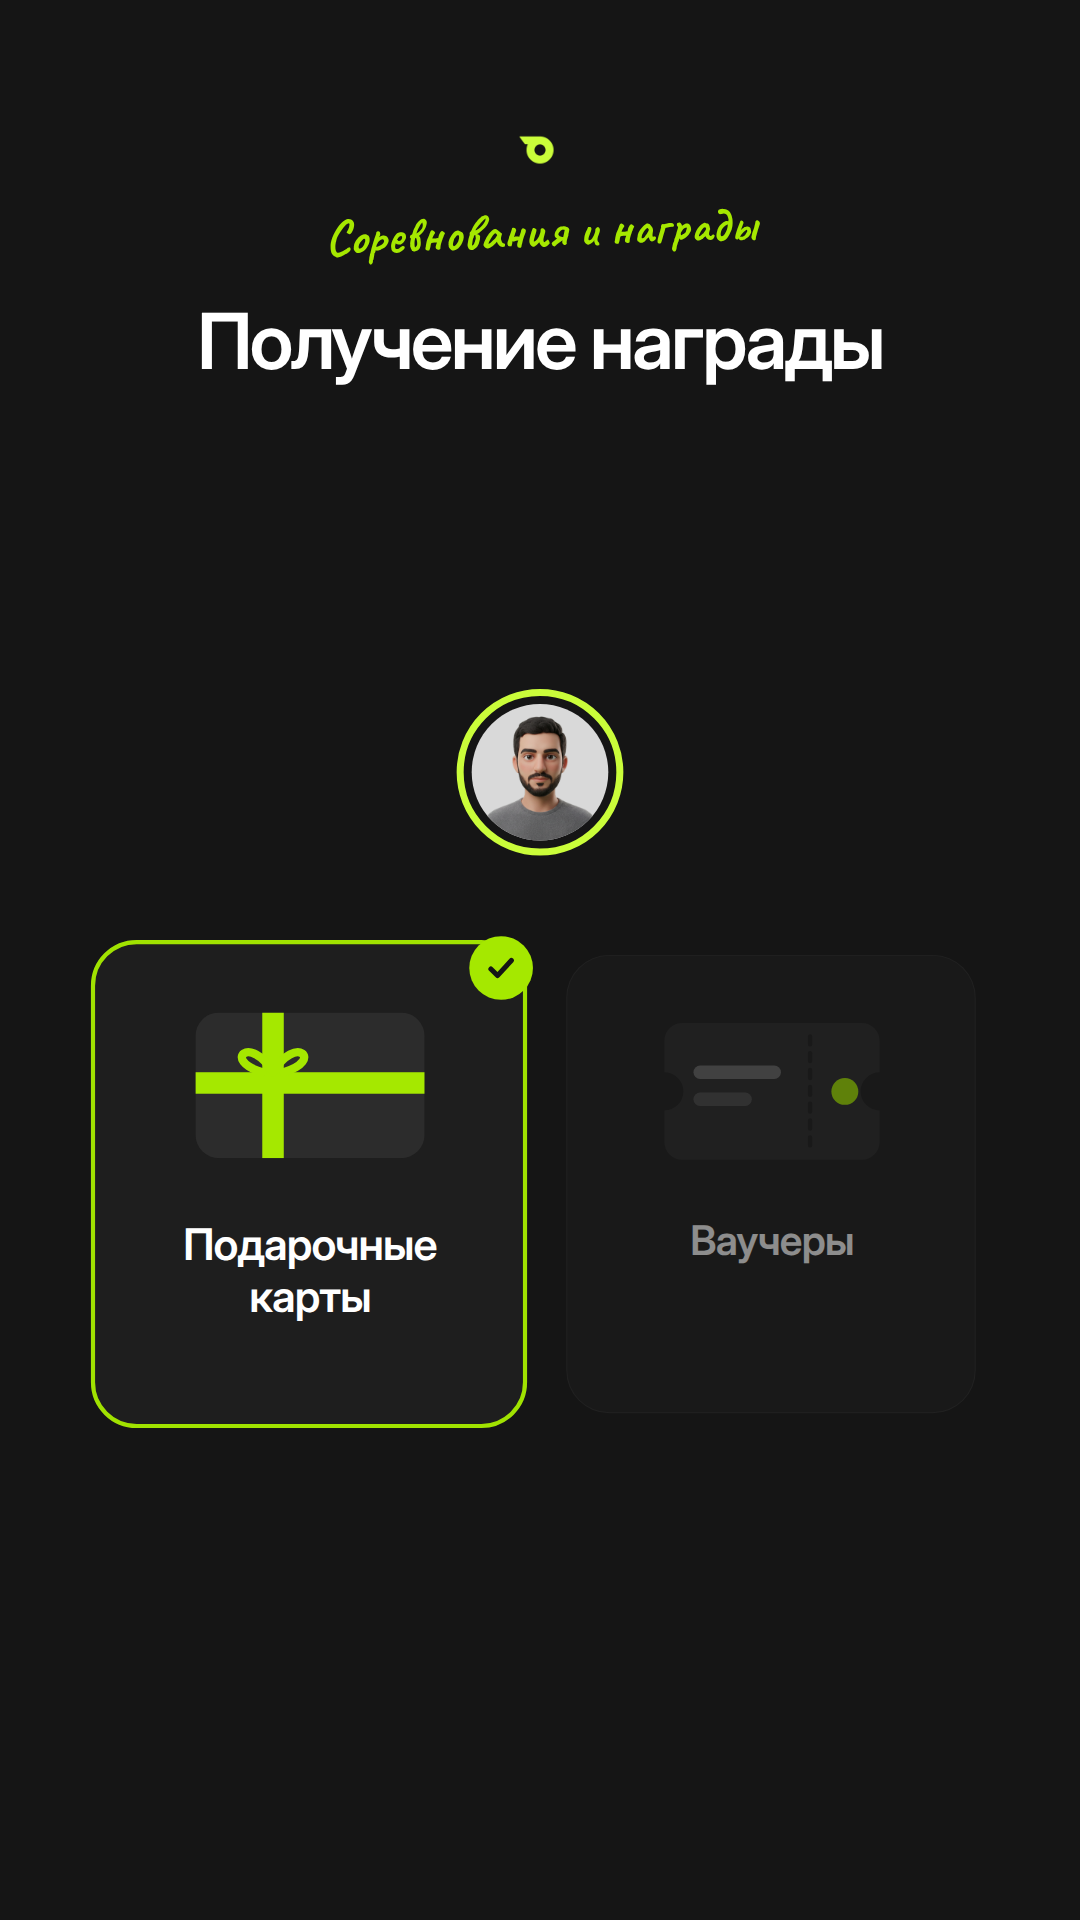 Соревнования и награды
Получение награды
Подарочные
карты
Ваучеры